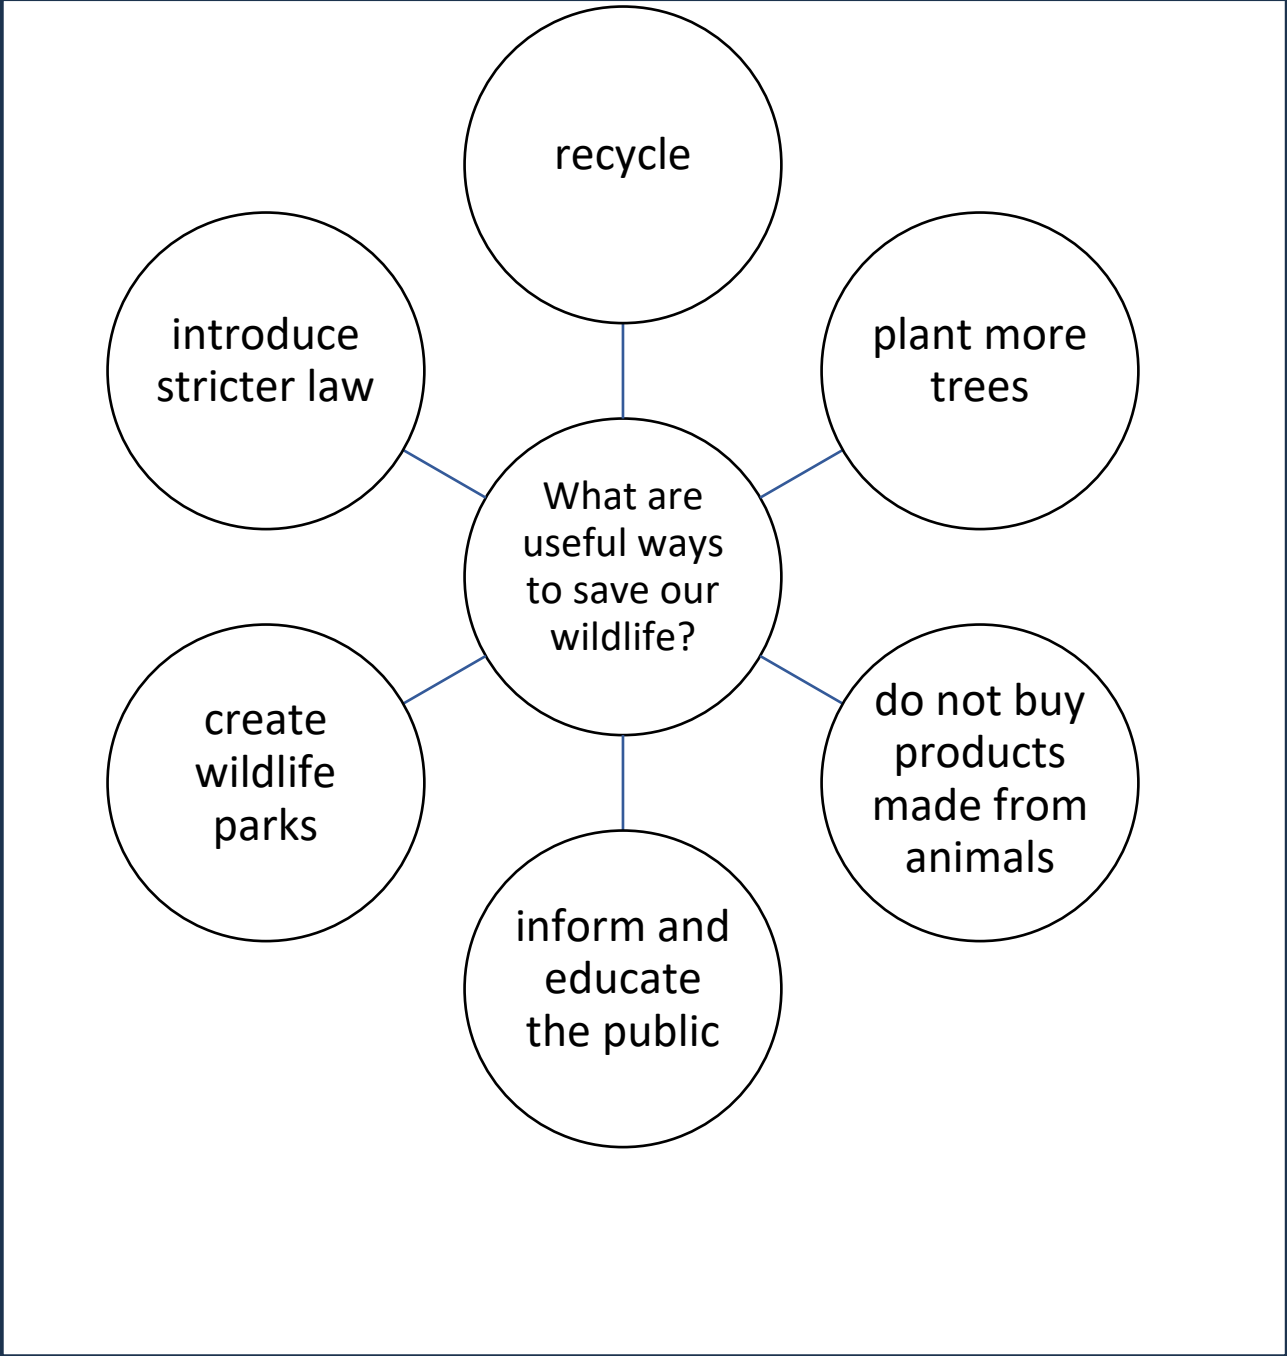 recycle
introduce
stricter law
plant more
trees
What are
useful ways
to save our
wildlife?
create
wildlife
parks
do not buy
products
made from
animals
inform and
educate
the public